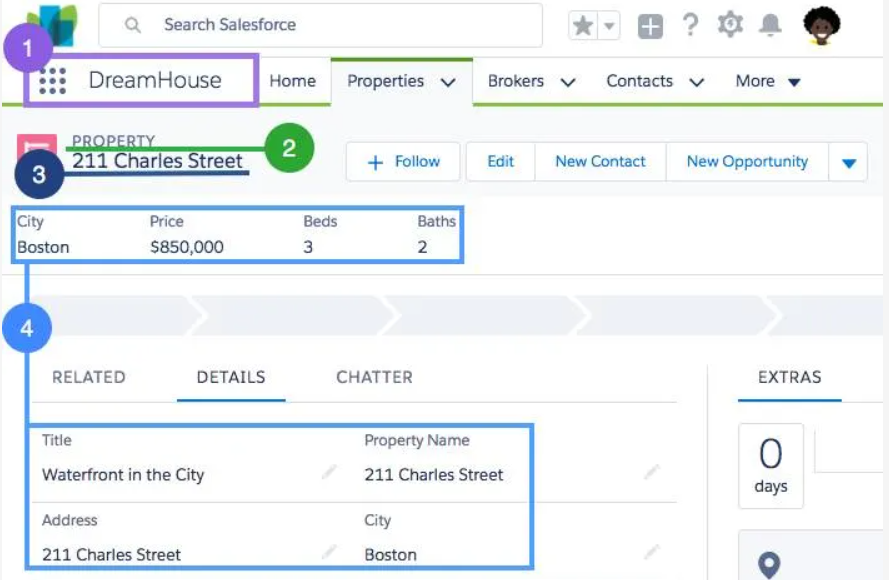 Search Salesforce
1
DreamHouse Home Properties Brokers Contacts More
PROPERTY
2
211 Charles Street
3
+ Follow Edit New Contact New Opportunity
City Price Beds Baths
Boston $850,000 3 2
4
RELATED DETAILS CHATTER EXTRAS
Title Property Name
Waterfront in the City 211 Charles Street
0
days
Address City
211 Charles Street Boston